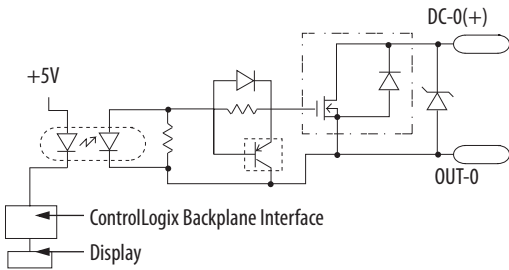 DC-0(+)
+5V
OUT-0
ControlLogix Backplane Interface
Display